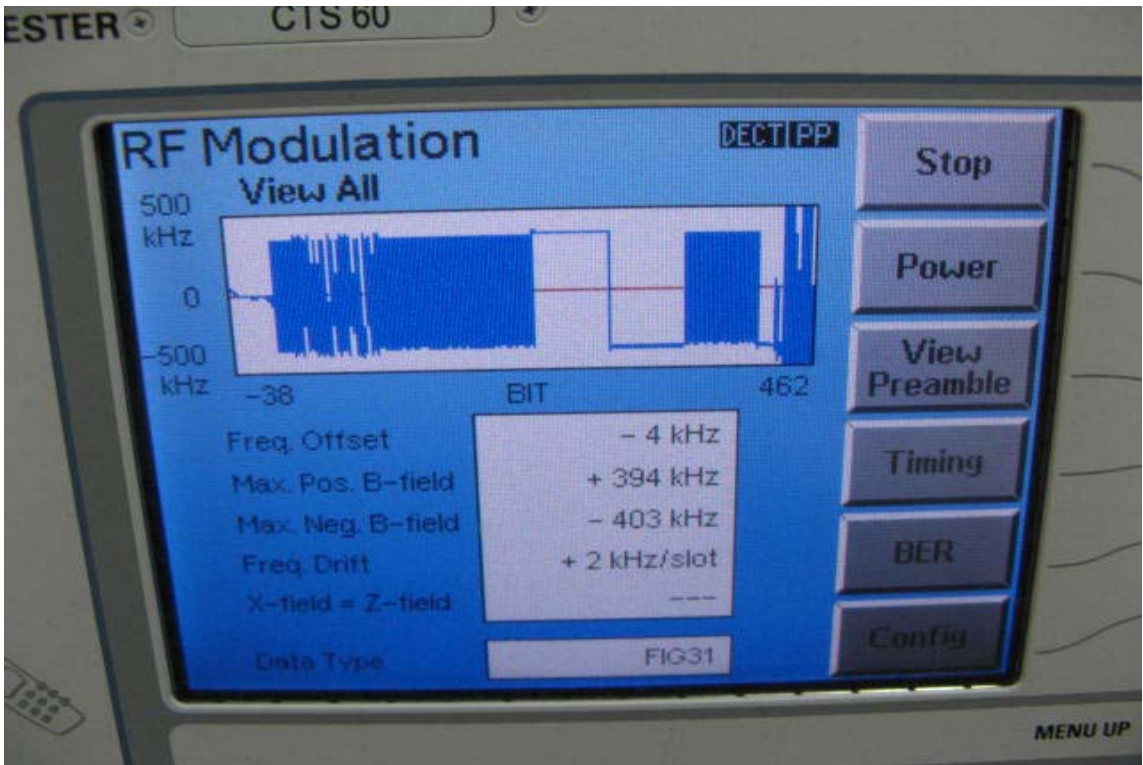 ESTER
CTS 60
RF Modulation
DECT PP
View All
500
kHz
0
-500
kHz
-38
BIT
462
Freq. Offset
- 4 kHz
Max. Pos. B-field
+ 394 kHz
Max. Neg. B-field
- 403 kHz
Freq. Drift
+ 2 kHz/slot
X-field = Z-field
---
Data Type
FIG31
Stop
Power
View
Preamble
Timing
BER
Config
MENU UP